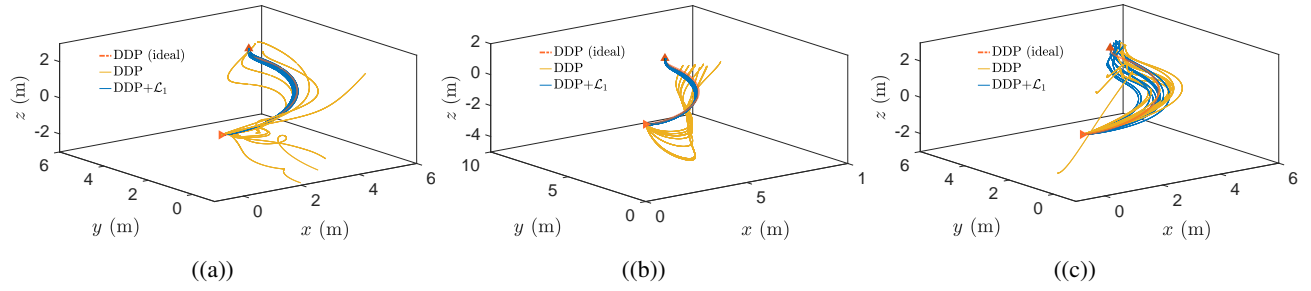 2
0
-2
z (m)
6
4
2
0
y (m)
0
2
4
6
x (m)
DDP (ideal)
DDP
DDP+ℒ₁
((a))
2
0
-2
-4
z (m)
10
5
0
y (m)
0
5
1
x (m)
DDP (ideal)
DDP
DDP+ℒ₁
((b))
2
0
-2
z (m)
6
4
2
0
y (m)
0
2
4
6
x (m)
DDP (ideal)
DDP
DDP+ℒ₁
((c))